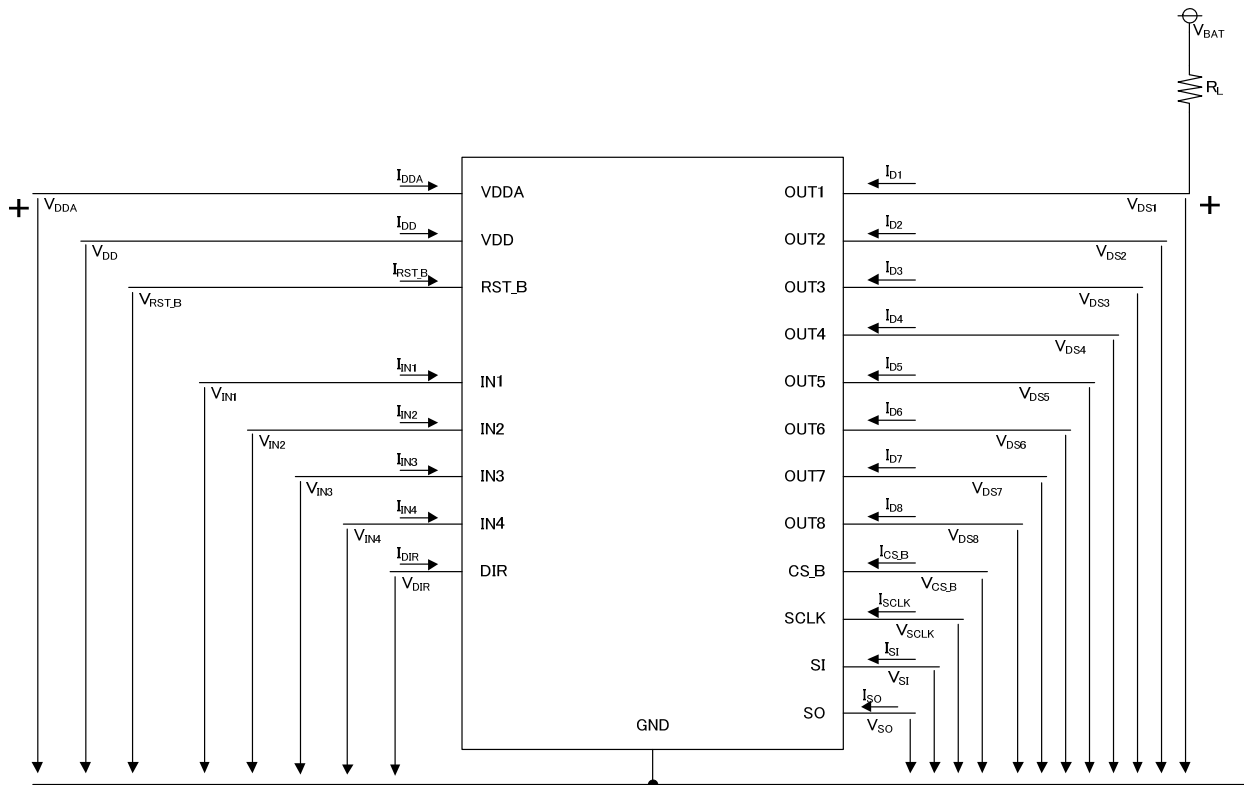 VBAT
RL
IDDA
VDDA
ID1
OUT1
+
VDDA
VDS1
+
IDD
VDD
ID2
OUT2
VDD
VDS2
IRST_B
RST_B
ID3
OUT3
VRST_B
VDS3
ID4
OUT4
VDS4
IIN1
IN1
ID5
OUT5
VIN1
VDS5
IIN2
IN2
ID6
OUT6
VIN2
VDS6
IIN3
IN3
ID7
OUT7
VIN3
VDS7
IIN4
IN4
ID8
OUT8
VIN4
VDS8
IDIR
DIR
ICS_B
CS_B
VDIR
VCS_B
ISCLK
SCLK
VSCLK
ISI
SI
VSI
ISO
SO
VSO
GND